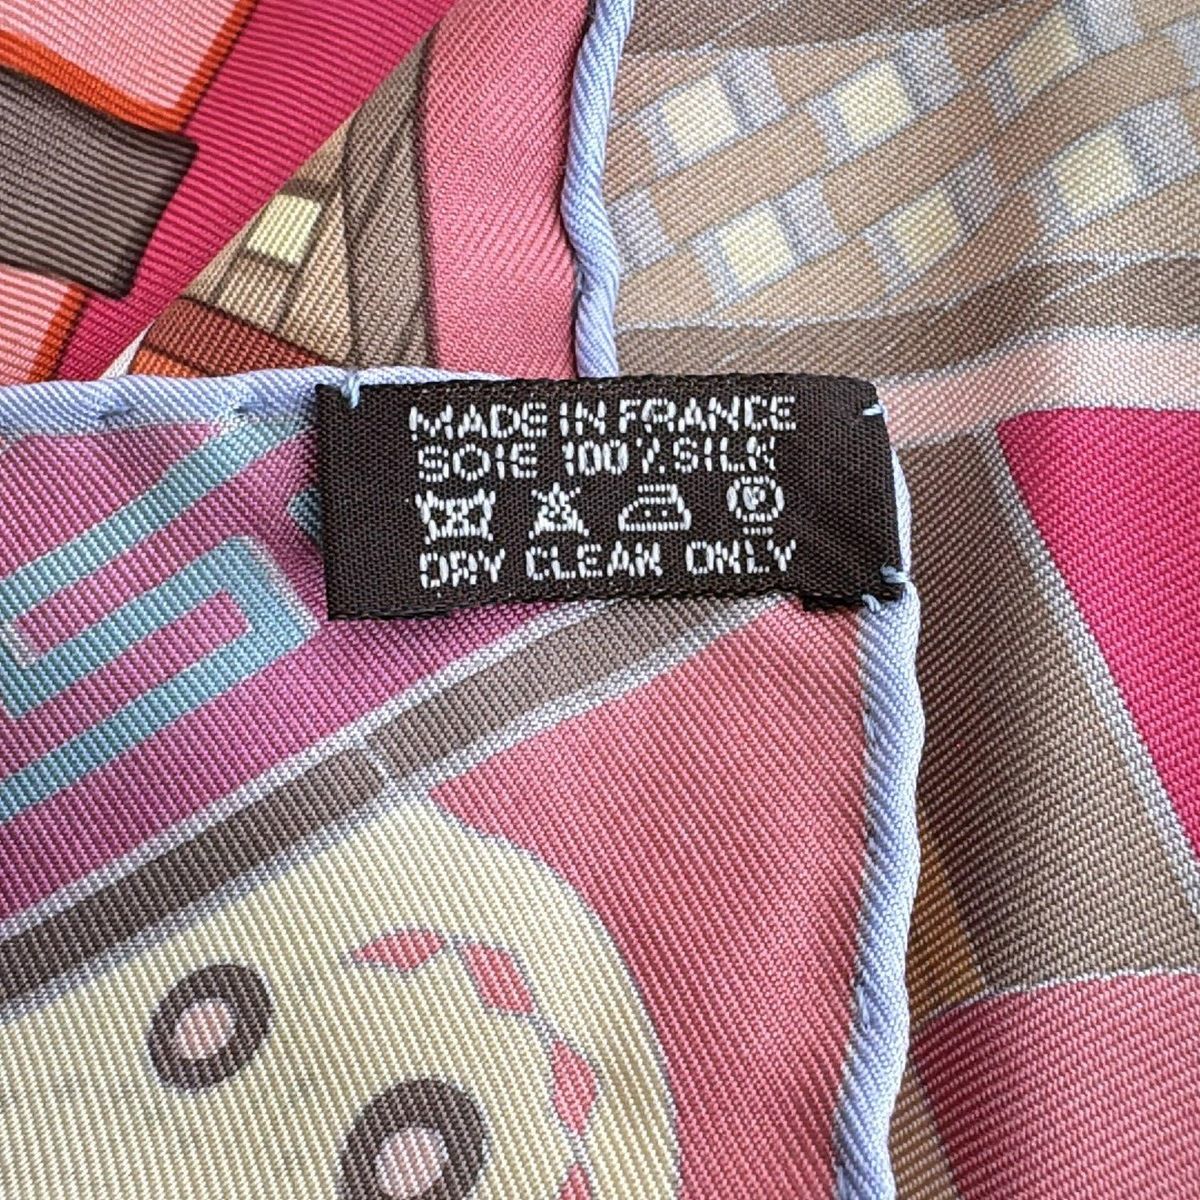 MADE IN FRANCE
SOIE 100% SILK
P
DRY CLEAN ONLY